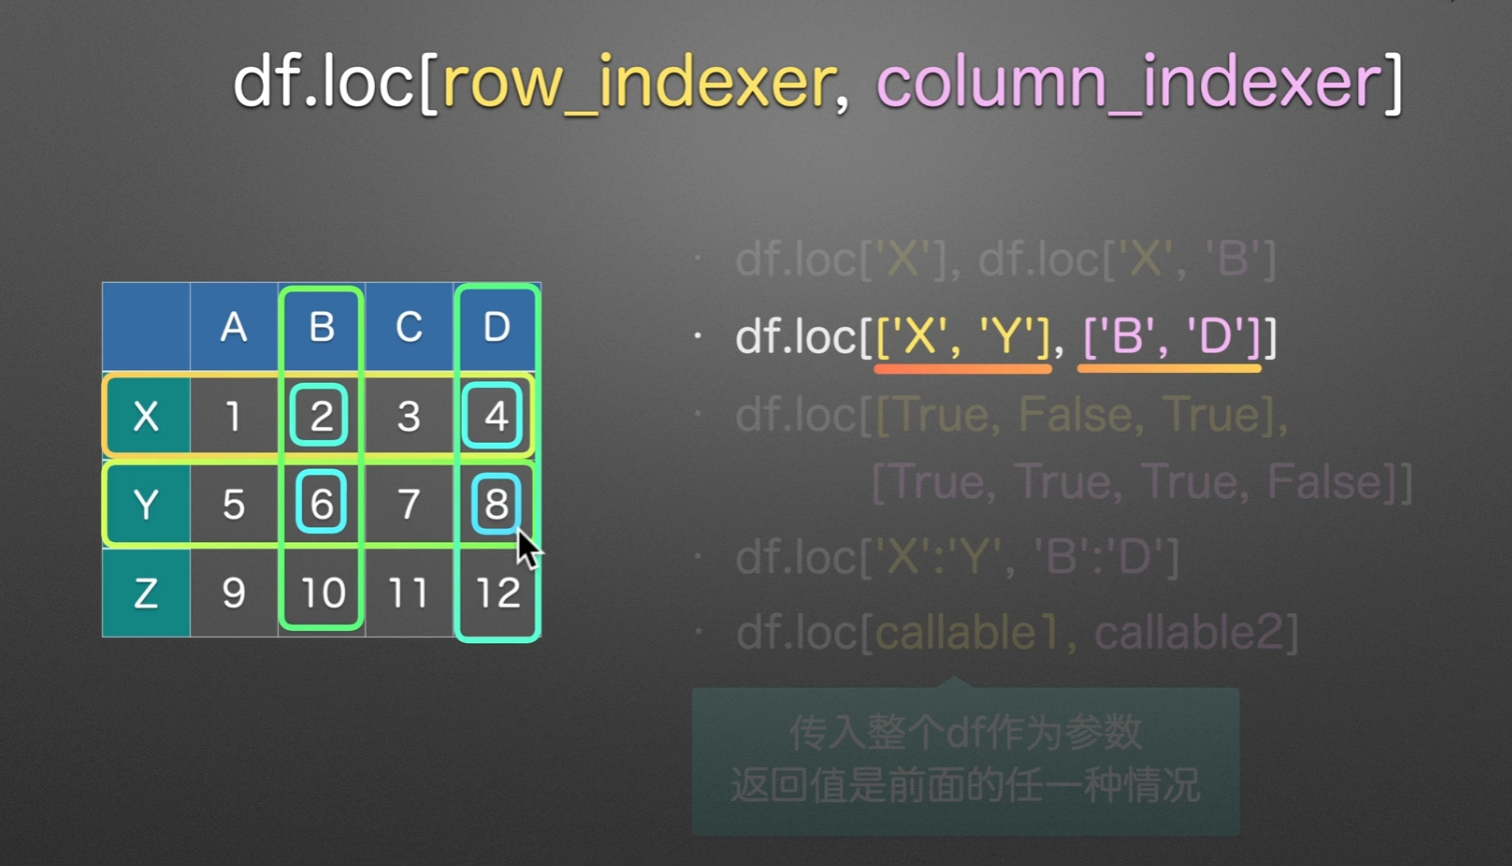 df.loc[row_indexer, column_indexer]
A B C D
X 1 2 3 4
Y 5 6 7 8
Z 9 10 11 12
· df.loc['X'], df.loc['X', 'B']
· df.loc[['X', 'Y'], ['B', 'D']]
· df.loc[[True, False, True],
[True, True, True, False]]
· df.loc['X':'Y', 'B':'D']
· df.loc[callable1, callable2]
传入整个df作为参数
返回值是前面的任一种情况